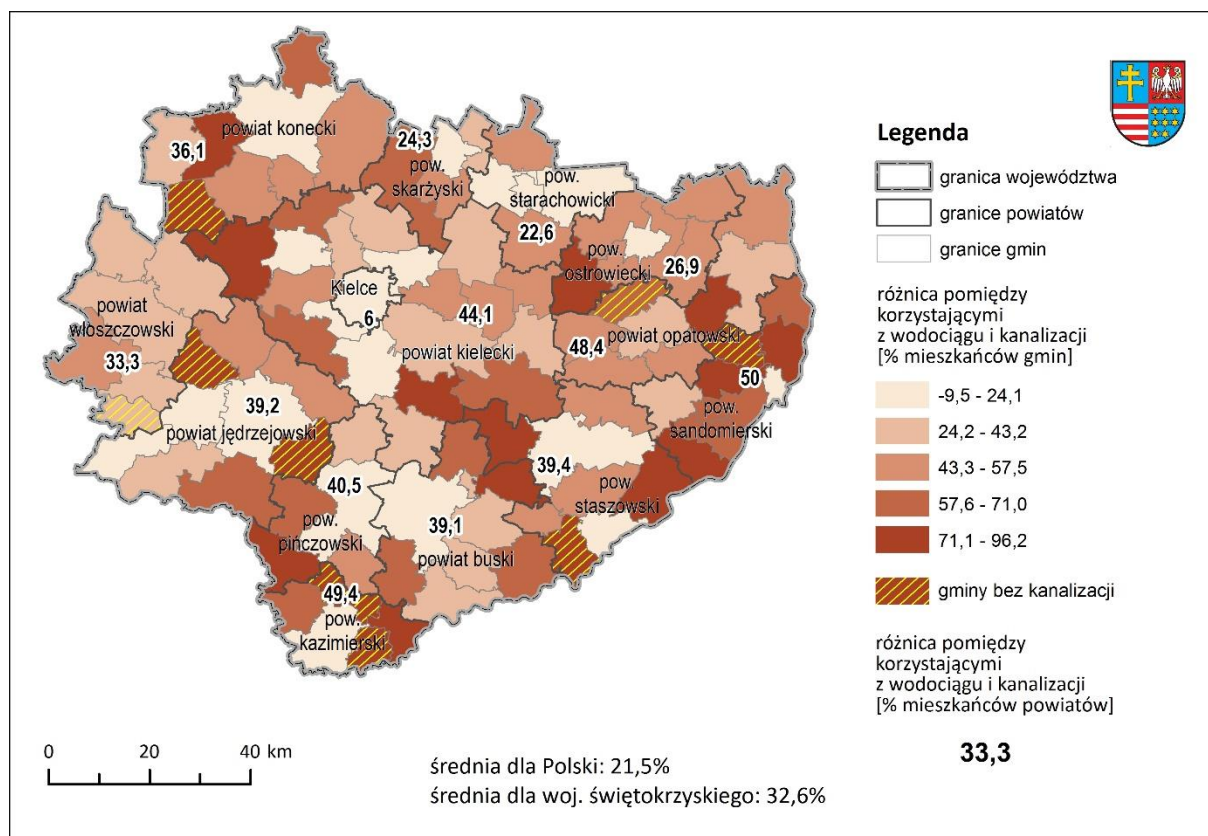 powiat konecki
36,1
24,3
pow.
skarżyski
pow.
starachowicki
22,6
pow.
ostrowiecki
26,9
Kielce
6
powiat
włoszczowski
33,3
44,1
powiat kielecki
48,4
powiat opatowski
50
pow.
sandomierski
39,2
powiat jędrzejowski
39,4
pow.
staszowski
40,5
pow.
pińczowski
39,1
powiat buski
49,4
pow.
kazimierski
Legenda
granica województwa
granice powiatów
granice gmin
różnica pomiędzy
korzystającymi
z wodociągu i kanalizacji
[% mieszkańców gmin]
-9,5 - 24,1
24,2 - 43,2
43,3 - 57,5
57,6 - 71,0
71,1 - 96,2
gminy bez kanalizacji
różnica pomiędzy
korzystającymi
z wodociągu i kanalizacji
[% mieszkańców powiatów]
33,3
0 20 40 km
średnia dla Polski: 21,5%
średnia dla woj. świętokrzyskiego: 32,6%